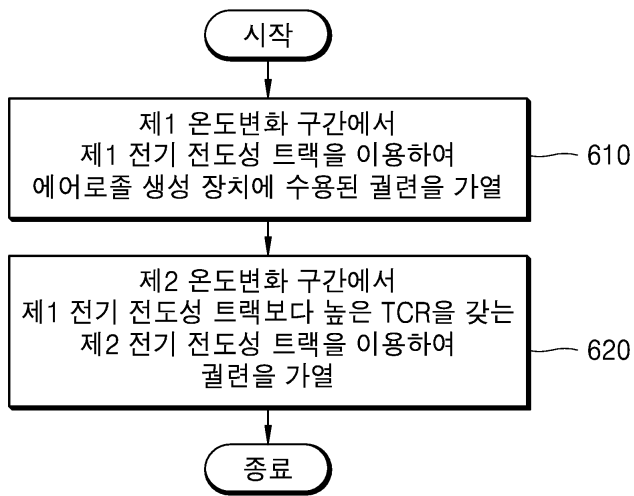 시작
제1 온도변화 구간에서
제1 전기 전도성 트랙을 이용하여
에어로졸 생성 장치에 수용된 궐련을 가열
610
제2 온도변화 구간에서
제1 전기 전도성 트랙보다 높은 TCR을 갖는
제2 전기 전도성 트랙을 이용하여
궐련을 가열
620
종료